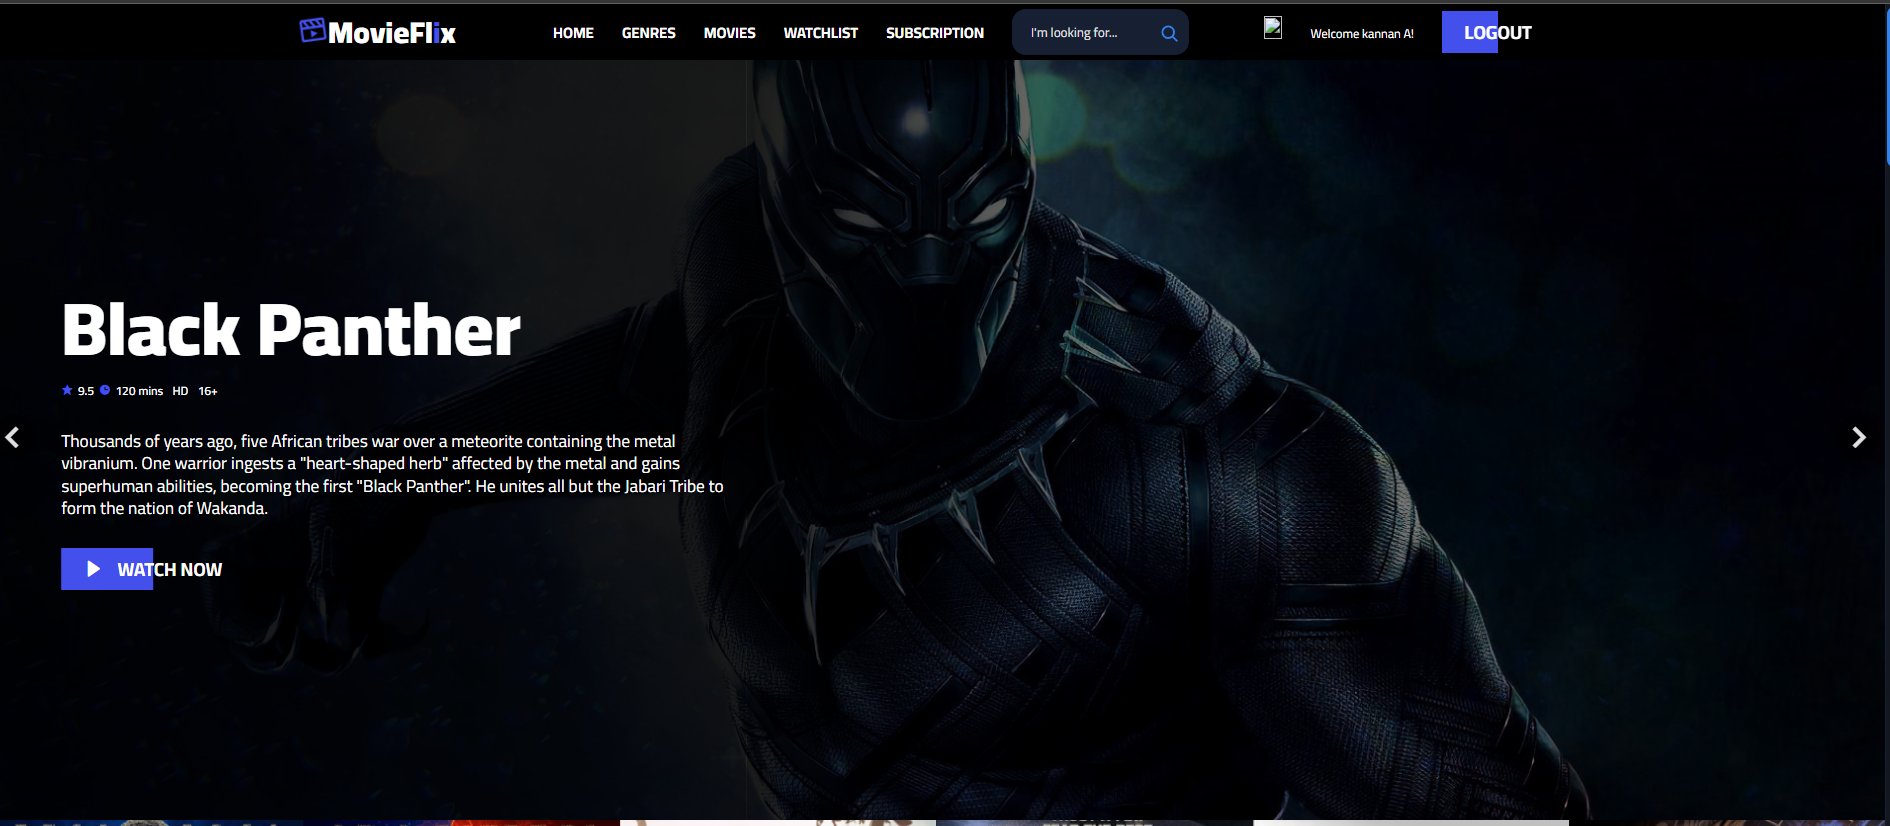 MovieFlix
HOME GENRES MOVIES WATCHLIST SUBSCRIPTION
I'm looking for...
Welcome kannan A!
LOGOUT
Black Panther
9.5 120 mins HD 16+
Thousands of years ago, five African tribes war over a meteorite containing the metal
vibranium. One warrior ingests a "heart-shaped herb" affected by the metal and gains
superhuman abilities, becoming the first "Black Panther". He unites all but the Jabari Tribe to
form the nation of Wakanda.
WATCH NOW